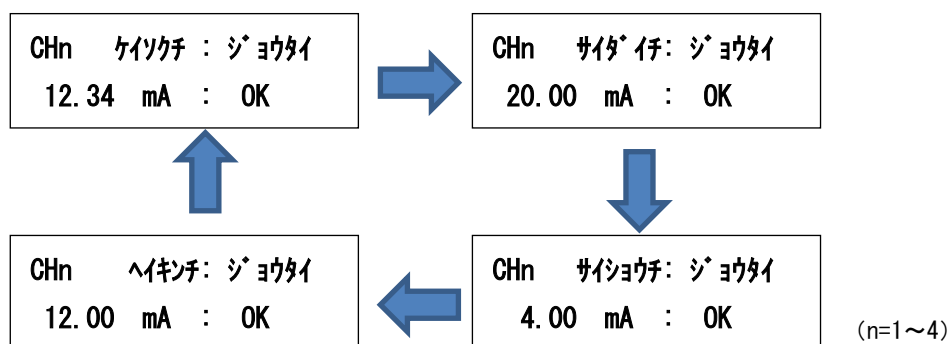 CHn ｹｲｿｸﾁ : ｼﾞｮｳﾀｲ
12.34 mA : OK
CHn ｻｲﾀﾞｲﾁ: ｼﾞｮｳﾀｲ
20.00 mA : OK
CHn ﾍｲｷﾝﾁ: ｼﾞｮｳﾀｲ
12.00 mA : OK
CHn ｻｲｼｮｳﾁ: ｼﾞｮｳﾀｲ
4.00 mA : OK
(n=1～4)